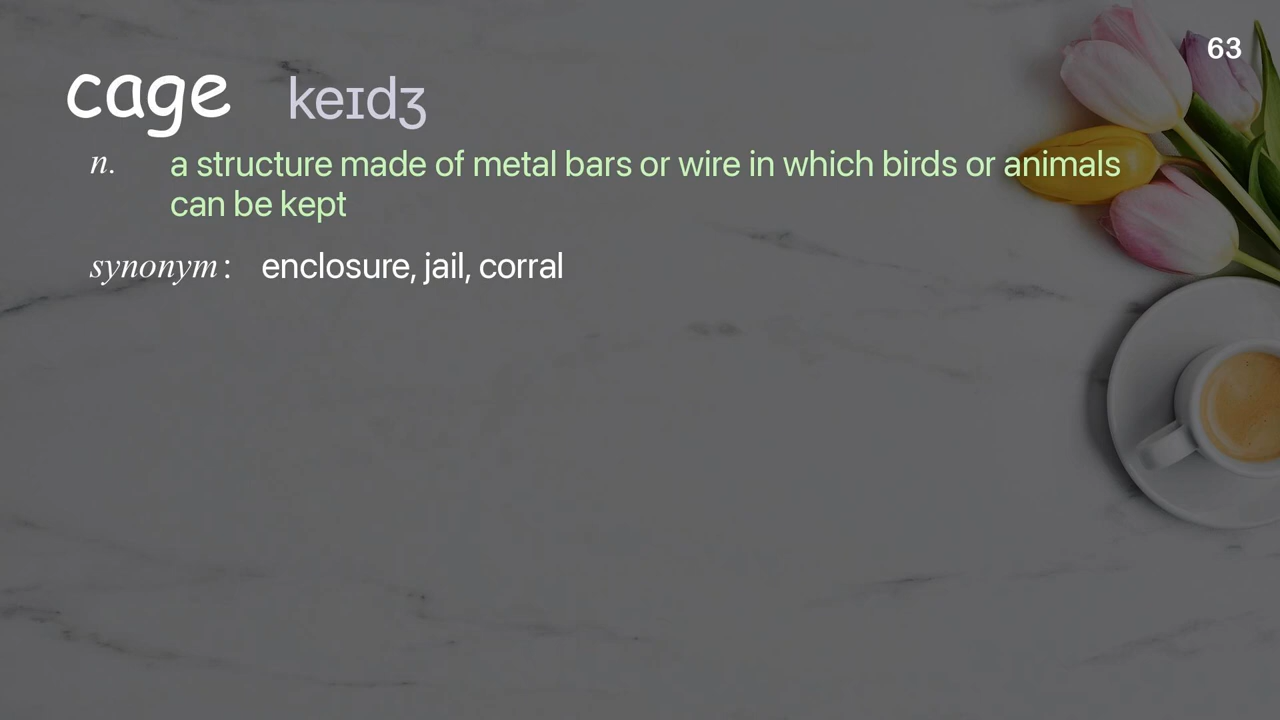 63
cage keɪdʒ
n. a structure made of metal bars or wire in which birds or animals
can be kept
synonym: enclosure, jail, corral